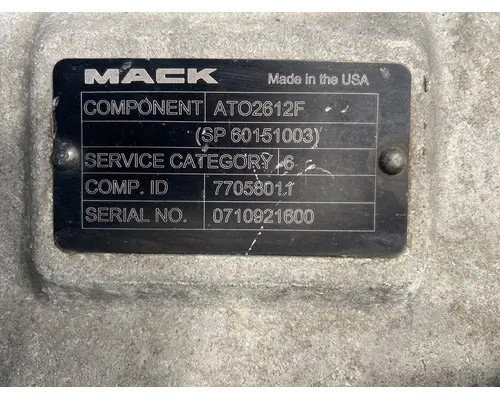 MACK Made in the USA
COMPONENT ATO2612F
(SP 60151003)
SERVICE CATEGORY 6
COMP. ID 77058011
SERIAL NO. 0710921600